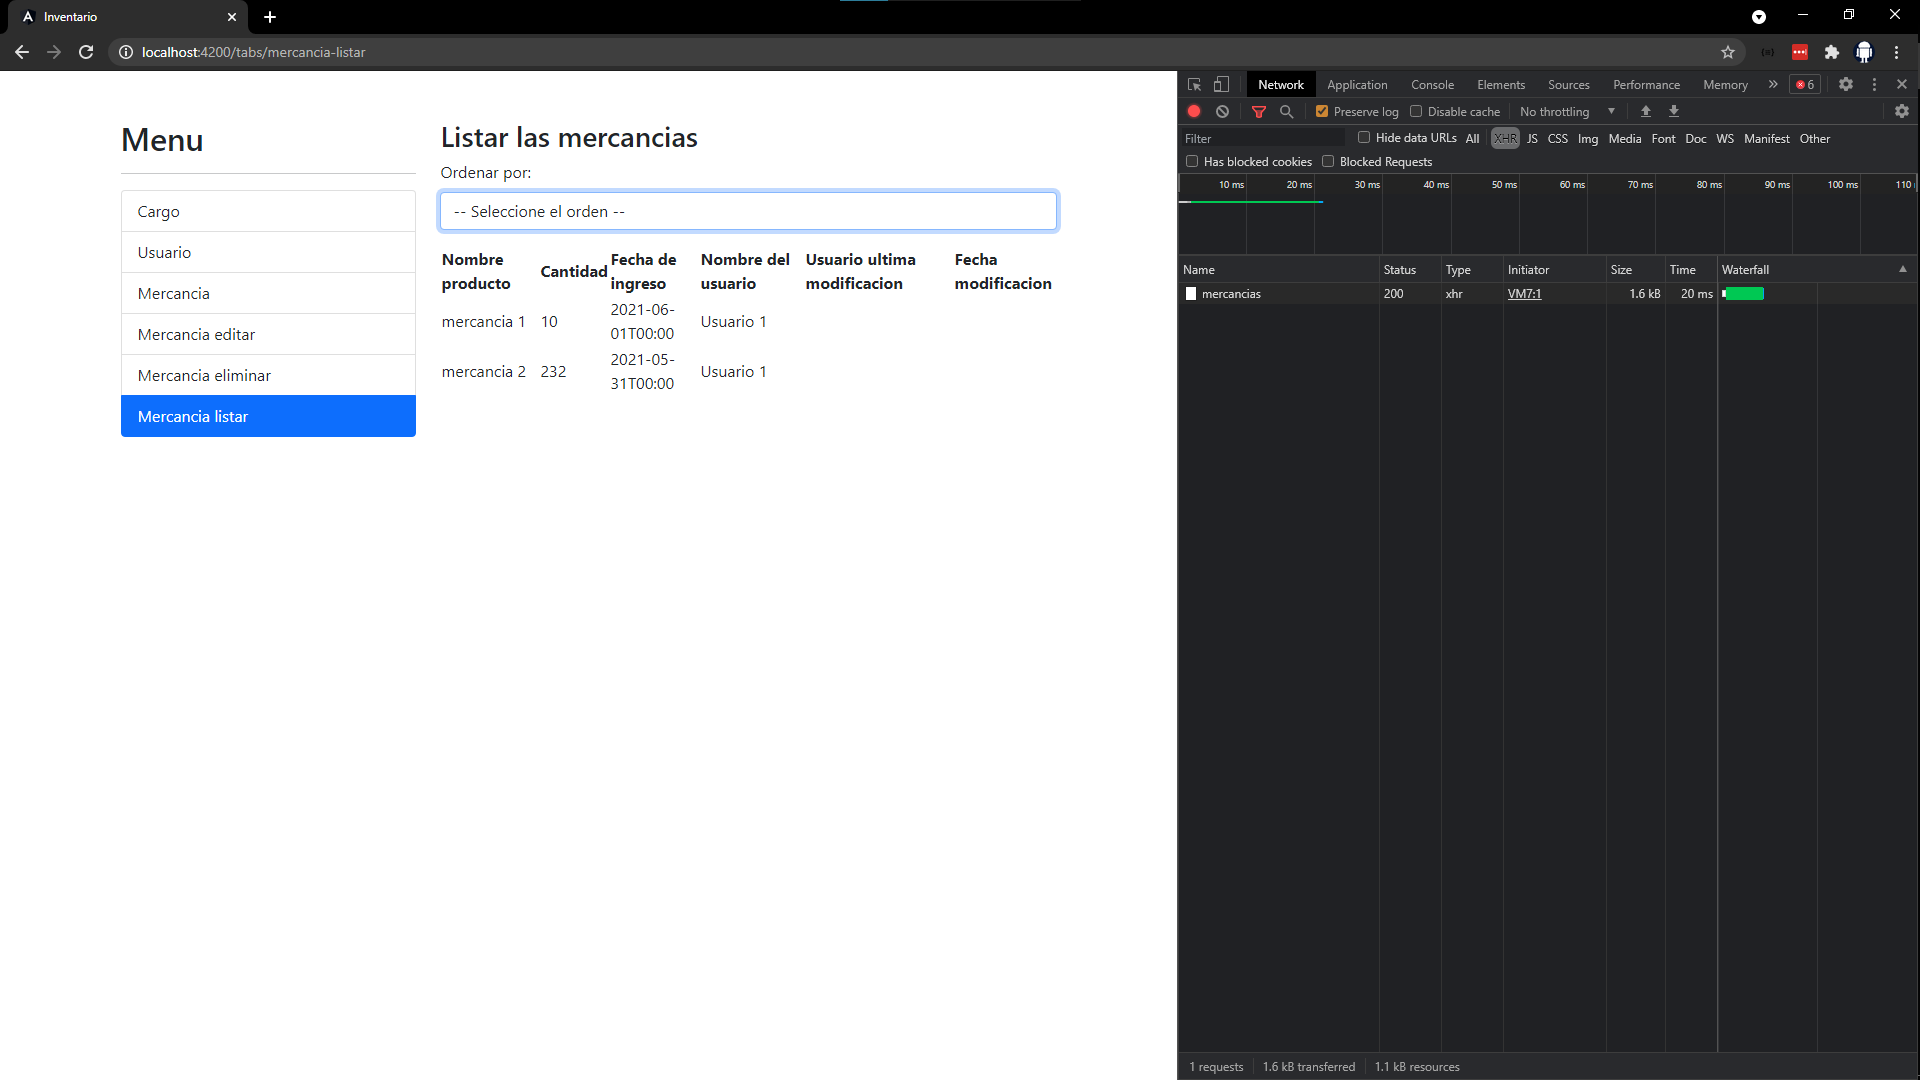 Inventario
localhost:4200/tabs/mercancia-listar
Menu
Cargo
Usuario
Mercancia
Mercancia editar
Mercancia eliminar
Mercancia listar
Listar las mercancias
Ordenar por:
-- Seleccione el orden --
Nombre producto Cantidad Fecha de ingreso Nombre del usuario Usuario ultima modificacion Fecha modificacion
mercancia 1 10 2021-06-01T00:00 Usuario 1
mercancia 2 232 2021-05-31T00:00 Usuario 1
Network Application Console Elements Sources Performance Memory 6
Preserve log Disable cache No throttling
Filter Hide data URLs All XHR JS CSS Img Media Font Doc WS Manifest Other
Has blocked cookies Blocked Requests
10 ms 20 ms 30 ms 40 ms 50 ms 60 ms 70 ms 80 ms 90 ms 100 ms 110
Name Status Type Initiator Size Time Waterfall
mercancias 200 xhr VM7:1 1.6 kB 20 ms
1 requests 1.6 kB transferred 1.1 kB resources